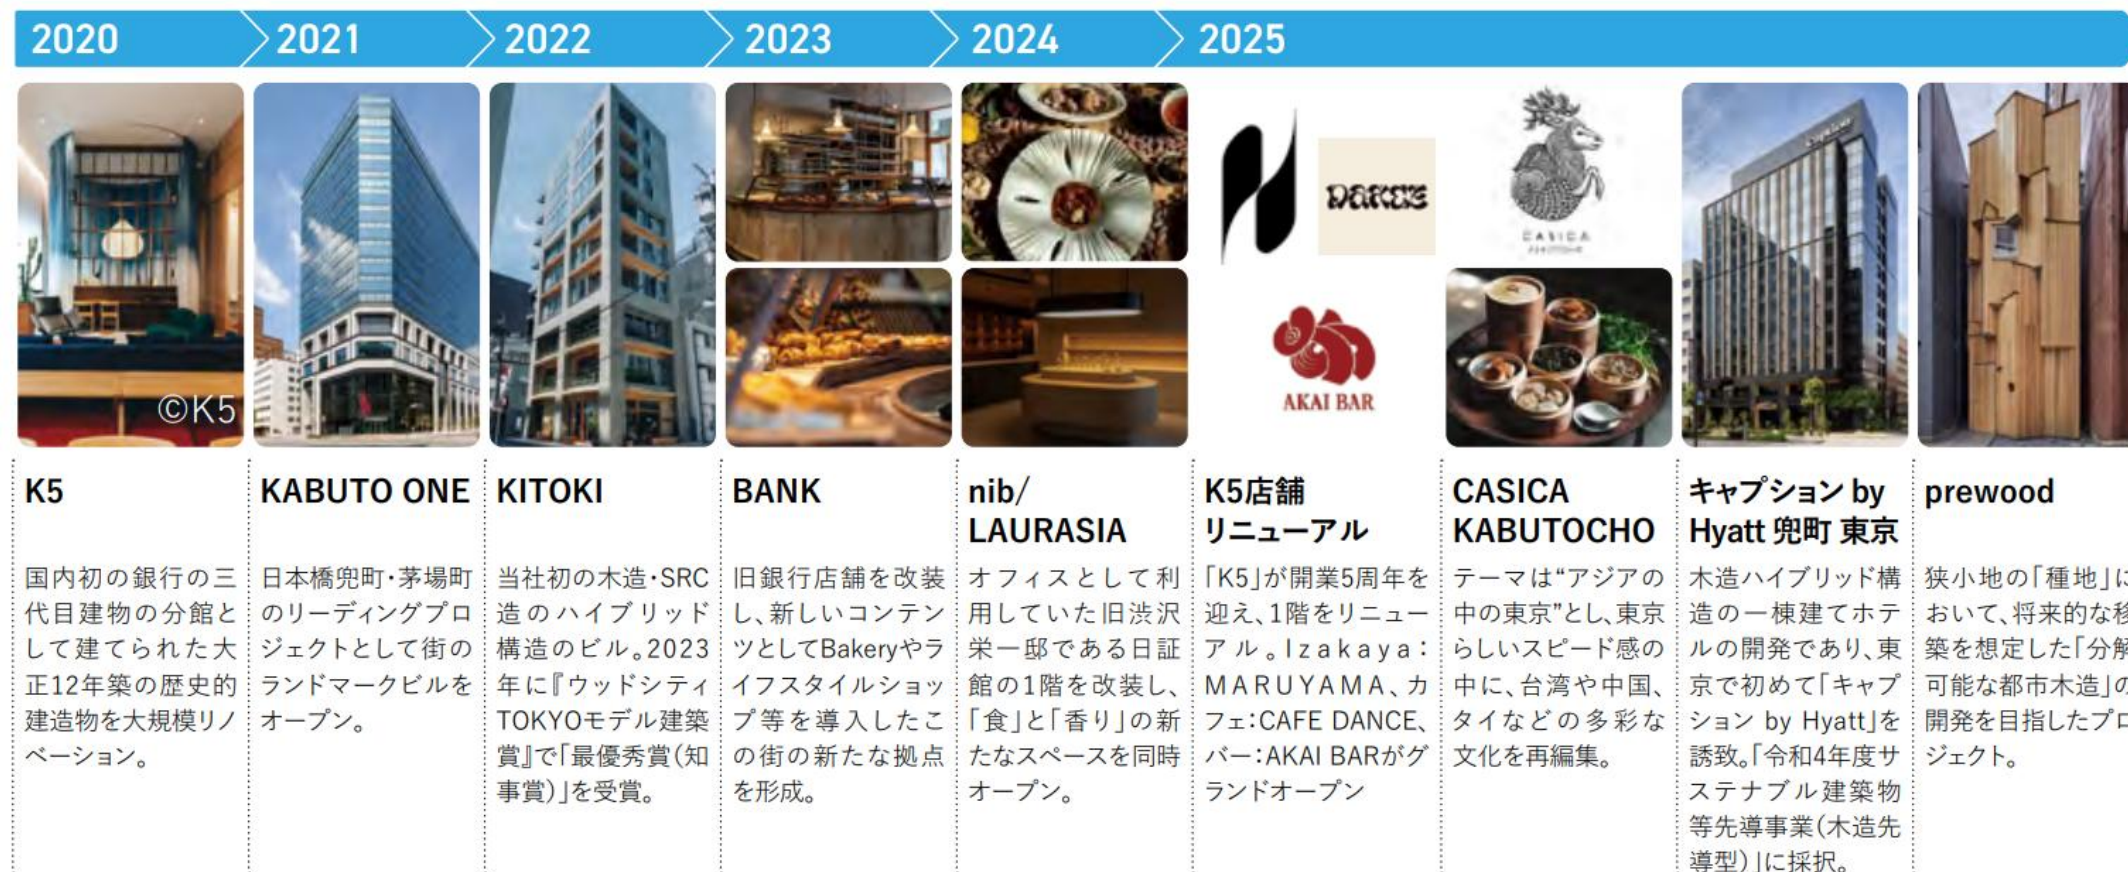 2020
2021
2022
2023
2024
2025
©K5
AKAI BAR
CASICA
K5
国内初の銀行の三
代目建物の分館と
して建てられた大
正12年築の歴史的
建造物を大規模リノ
ベーション。
KABUTO ONE
日本橋兜町・茅場町
のリーディングプロ
ジェクトとして街の
ランドマークビルを
オープン。
KITOKI
当社初の木造・SRC
造のハイブリッド
構造のビル。2023
年に『ウッドシティ
TOKYOモデル建築
賞』で「最優秀賞（知
事賞）」を受賞。
BANK
旧銀行店舗を改装
し、新しいコンテン
ツとしてBakeryやラ
イフスタイルショッ
プ等を導入したこ
の街の新たな拠点
を形成。
nib/
LAURASIA
オフィスとして利
用していた旧渋沢
栄一邸である日証
館の1階を改装し、
「食」と「香り」の新
たなスペースを同時
オープン。
K5店舗
リニューアル
「K5」が開業5周年を
迎え、1階をリニュー
アル。Izakaya：
MARUYAMA、カ
フェ：CAFE DANCE、
バー：AKAI BARがグ
ランドオープン
CASICA
KABUTOCHO
テーマは“アジアの
中の東京”とし、東京
らしいスピード感の
中に、台湾や中国、
タイなどの多彩な
文化を再編集。
キャプション by
Hyatt 兜町 東京
木造ハイブリッド構
造の一棟建てホテ
ルの開発であり、東
京で初めて「キャプ
ション by Hyatt」を
誘致。「令和4年度サ
ステナブル建築物
等先導事業（木造先
導型）」に採択。
prewood
狭小地の「種地」に
おいて、将来的な移
築を想定した「分解
可能な都市木造」の
開発を目指したプロ
ジェクト。